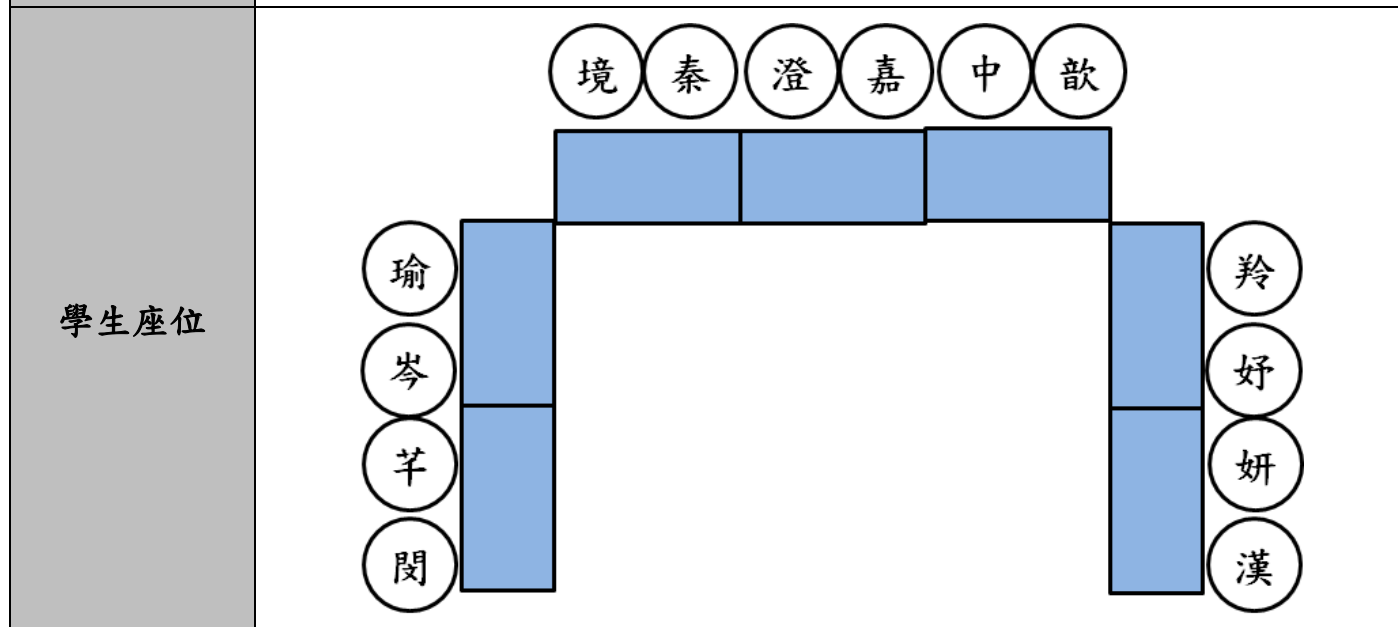 學生座位
境 秦 澄 嘉 中 歆
瑜
岑
芊
閔
羚
妤
妍
漢